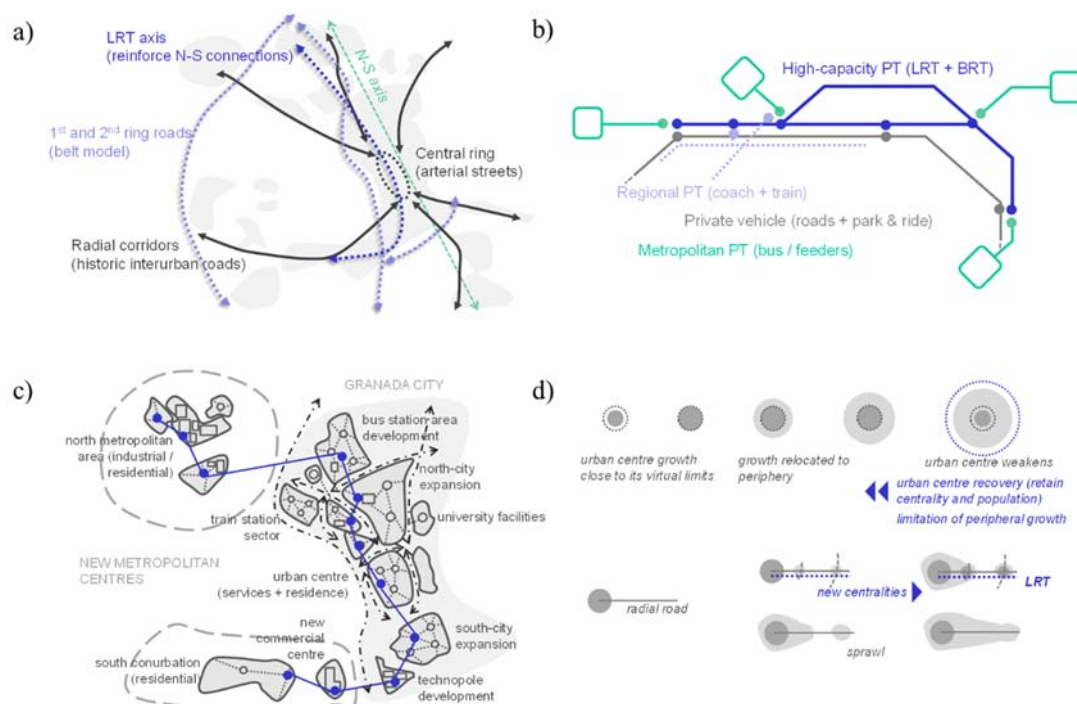 a)
LRT axis
(reinforce N-S connections)
N-S axis
1st and 2nd ring roads
(belt model)
Central ring
(arterial streets)
Radial corridors
(historic interurban roads)
b)
High-capacity PT (LRT + BRT)
Regional PT (coach + train)
Private vehicle (roads + park & ride)
Metropolitan PT (bus / feeders)
c)
GRANADA CITY
bus station area
development
north metropolitan
area (industrial /
residential)
north-city
expansion
train station
sector
university facilities
NEW METROPOLITAN
CENTRES
urban centre
(services + residence)
new
commercial
centre
south-city
expansion
south conurbation
(residential)
technopole
development
d)
urban centre growth
close to its virtual limits
growth relocated to
periphery
urban centre weakens
urban centre recovery (retain
centrality and population)
limitation of peripheral growth
radial road
new centralities
LRT
sprawl